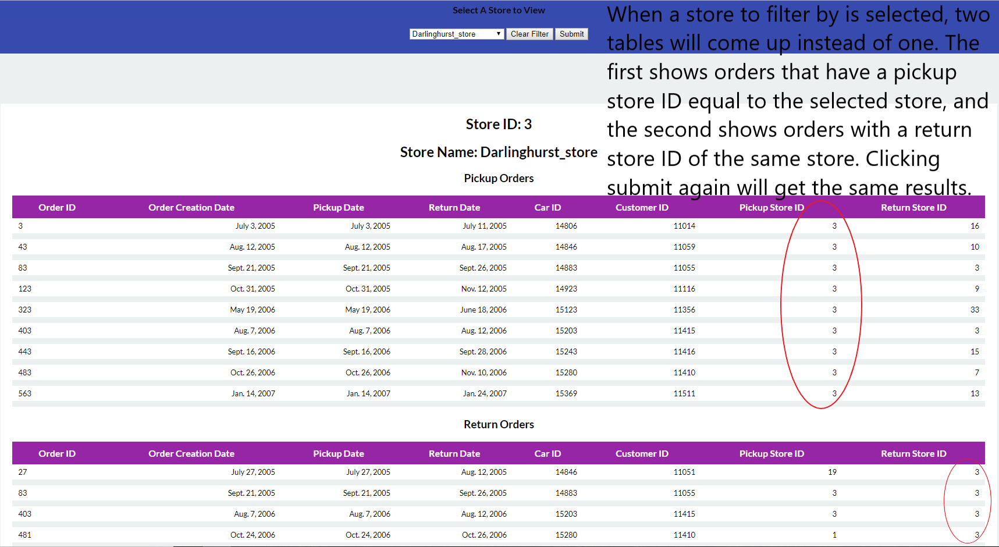 Select A Store to View
Darlinghurst_store Clear Filter Submit
When a store to filter by is selected, two
tables will come up instead of one. The
first shows orders that have a pickup
store ID equal to the selected store, and
the second shows orders with a return
store ID of the same store. Clicking
submit again will get the same results.
Store ID: 3
Store Name: Darlinghurst_store
Pickup Orders
Order ID Order Creation Date Pickup Date Return Date Car ID Customer ID Pickup Store ID Return Store ID
3 July 3, 2005 July 3, 2005 July 11, 2005 14806 11014 3 16
43 Aug. 12, 2005 Aug. 12, 2005 Aug. 17, 2005 14846 11059 3 10
83 Sept. 21, 2005 Sept. 21, 2005 Sept. 26, 2005 14883 11055 3 3
123 Oct. 31, 2005 Oct. 31, 2005 Nov. 12, 2005 14923 11116 3 9
323 May 19, 2006 May 19, 2006 June 18, 2006 15123 11356 3 33
403 Aug. 7, 2006 Aug. 7, 2006 Aug. 12, 2006 15203 11415 3 3
443 Sept. 16, 2006 Sept. 16, 2006 Sept. 28, 2006 15243 11416 3 15
483 Oct. 26, 2006 Oct. 26, 2006 Nov. 10, 2006 15280 11410 3 7
563 Jan. 14, 2007 Jan. 14, 2007 Jan. 24, 2007 15369 11511 3 13
Return Orders
Order ID Order Creation Date Pickup Date Return Date Car ID Customer ID Pickup Store ID Return Store ID
27 July 27, 2005 July 27, 2005 Aug. 12, 2005 14846 11051 19 3
83 Sept. 21, 2005 Sept. 21, 2005 Sept. 26, 2005 14883 11055 3 3
403 Aug. 7, 2006 Aug. 7, 2006 Aug. 12, 2006 15203 11415 3 3
481 Oct. 24, 2006 Oct. 24, 2006 Oct. 26, 2006 15280 11410 1 3